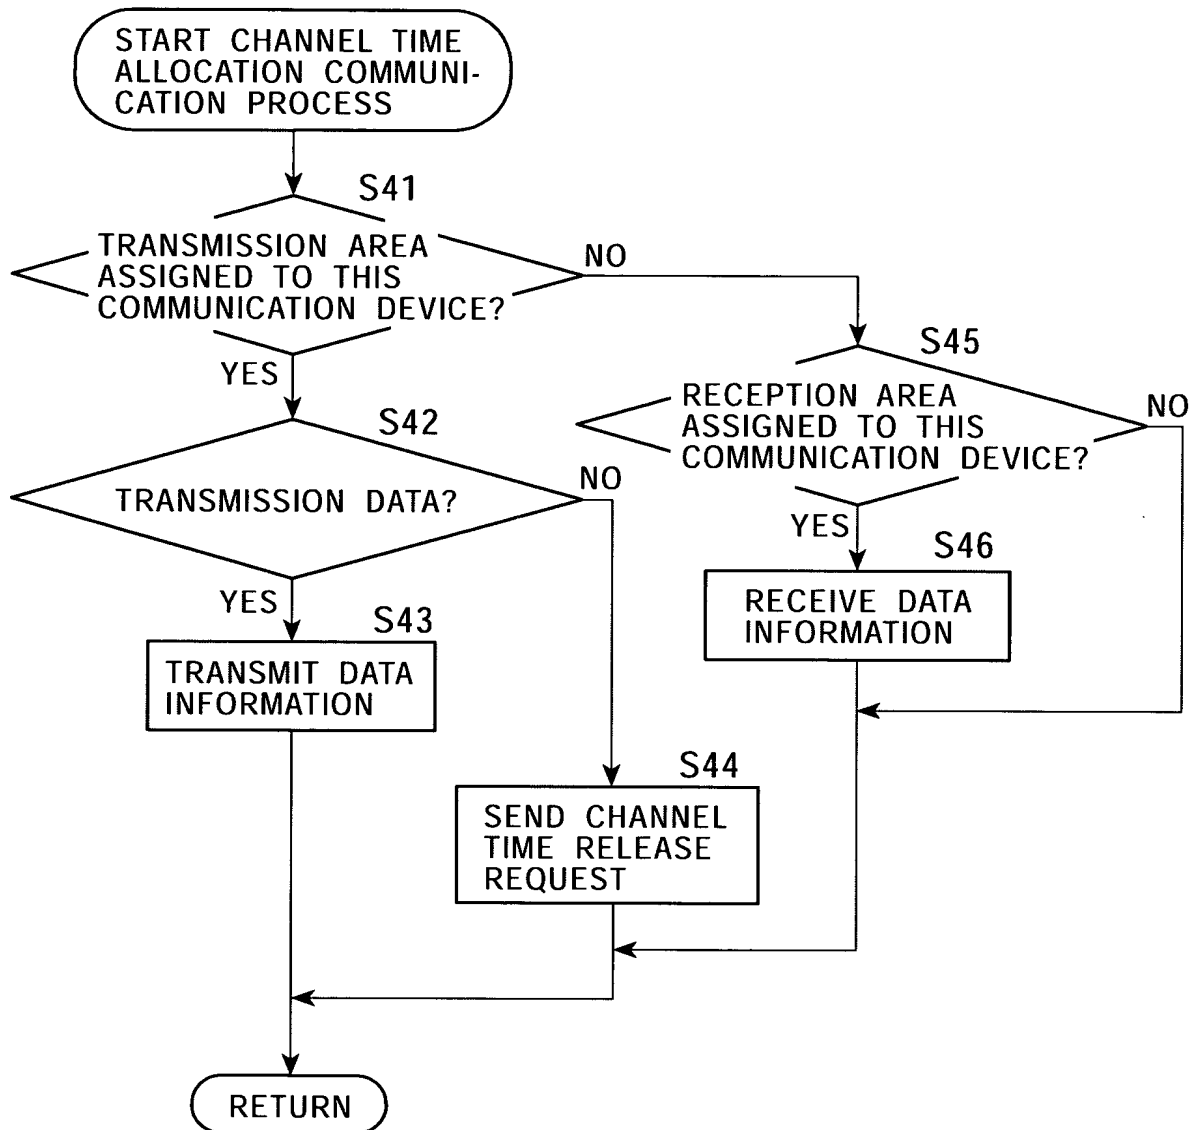 START CHANNEL TIME
ALLOCATION COMMUNI-
CATION PROCESS
S41
TRANSMISSION AREA
ASSIGNED TO THIS
COMMUNICATION DEVICE?
NO
YES
S45
RECEPTION AREA
ASSIGNED TO THIS
COMMUNICATION DEVICE?
NO
YES
S42
TRANSMISSION DATA?
NO
YES
S46
RECEIVE DATA
INFORMATION
S43
TRANSMIT DATA
INFORMATION
S44
SEND CHANNEL
TIME RELEASE
REQUEST
RETURN